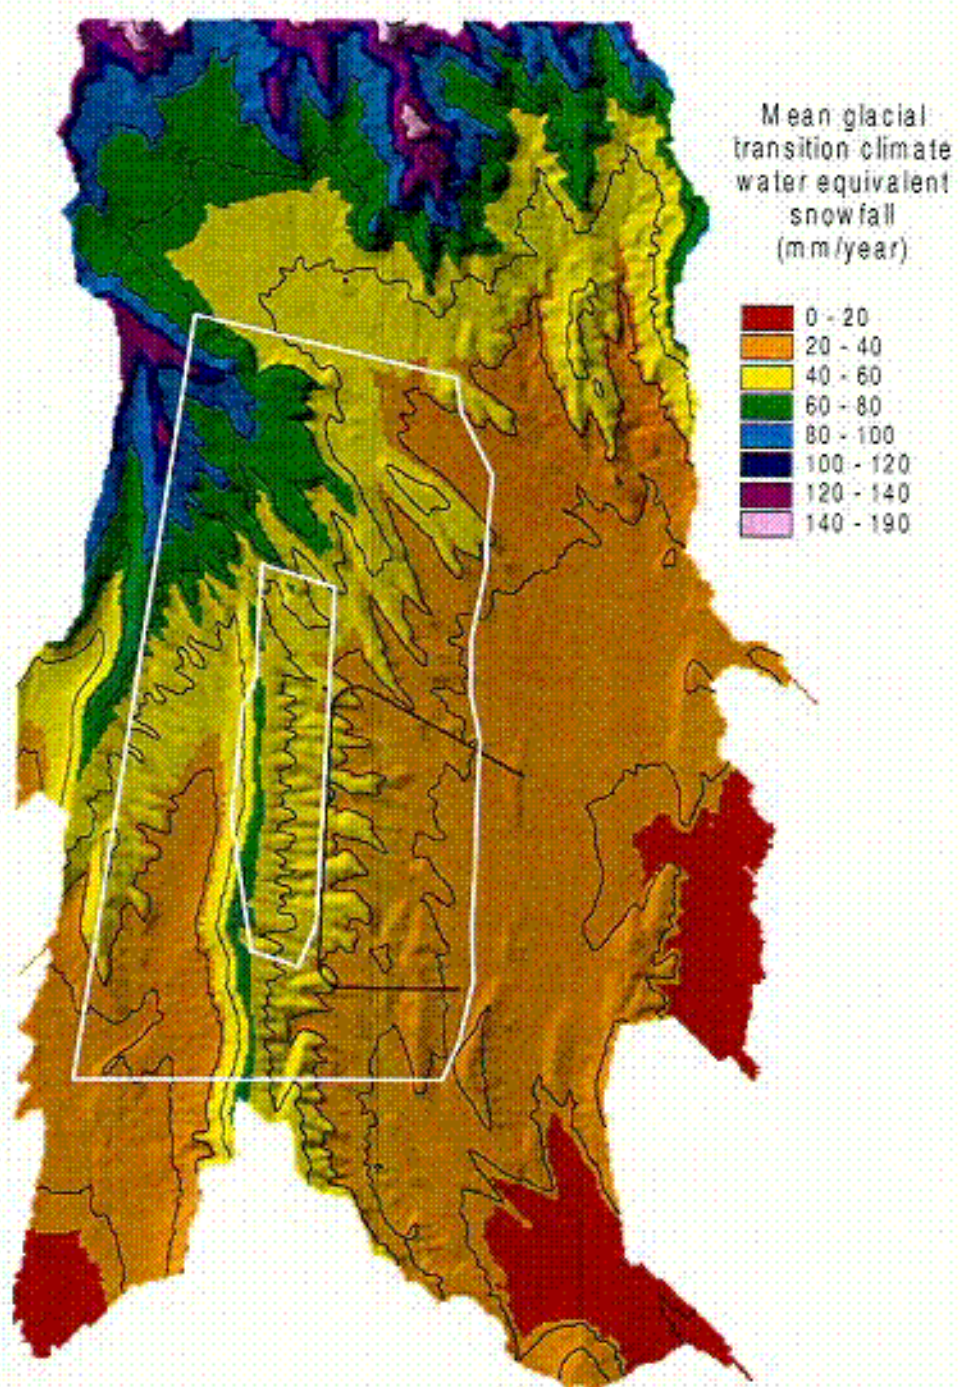 Mean glacial
transition climate
water equivalent
snowfall
(mm/year)
0 - 20
20 - 40
40 - 60
60 - 80
80 - 100
100 - 120
120 - 140
140 - 190